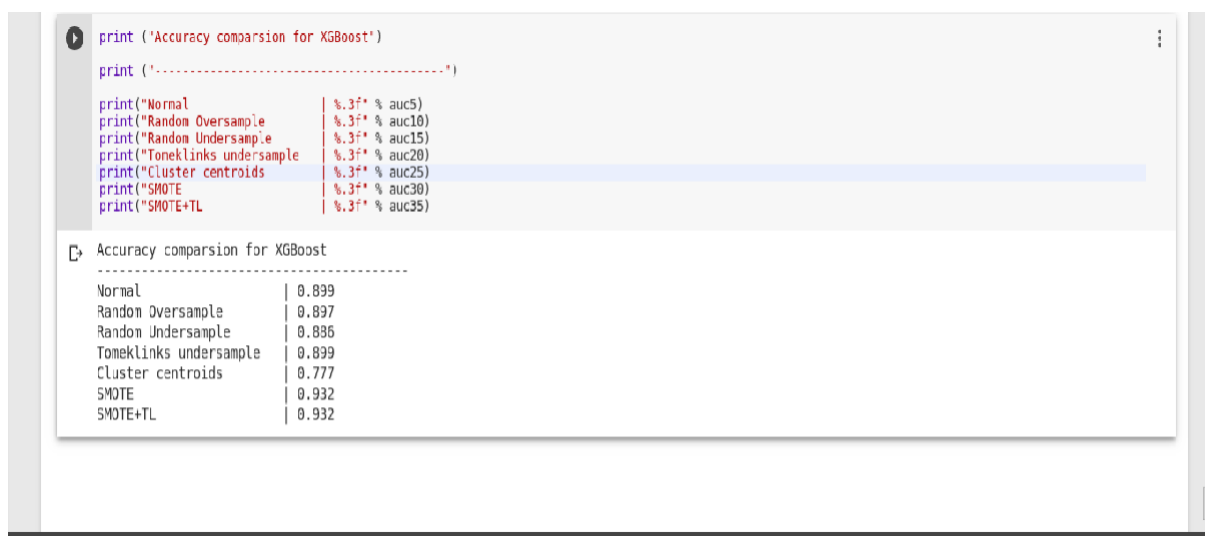 print ("Accuracy comparsion for XGBoost")
print ("------------------------------------------")
print("Normal                | %.3f" % auc5)
print("Random Oversample     | %.3f" % auc10)
print("Random Undersample    | %.3f" % auc15)
print("Tomeklinks undersample | %.3f" % auc20)
print("Cluster centroids     | %.3f" % auc25)
print("SMOTE                 | %.3f" % auc30)
print("SMOTE+TL              | %.3f" % auc35)
Accuracy comparsion for XGBoost
------------------------------------------
Normal                | 0.899
Random Oversample     | 0.897
Random Undersample    | 0.886
Tomeklinks undersample | 0.899
Cluster centroids     | 0.777
SMOTE                 | 0.932
SMOTE+TL              | 0.932